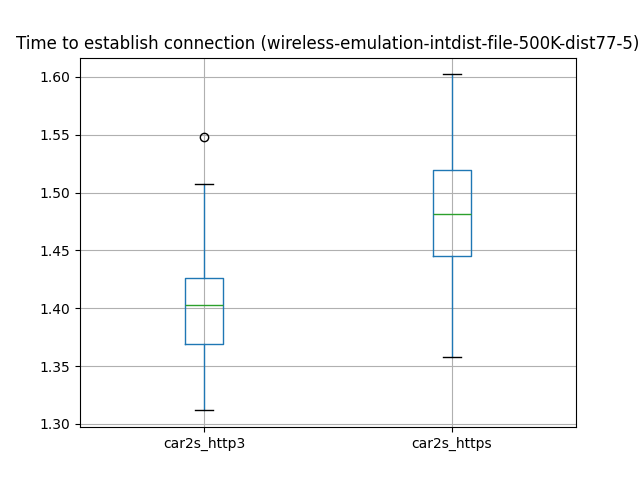 Time to establish connection (wireless-emulation-intdist-file-500K-dist77-5)
1.60
1.55
1.50
1.45
1.40
1.35
1.30
car2s_http3
car2s_https